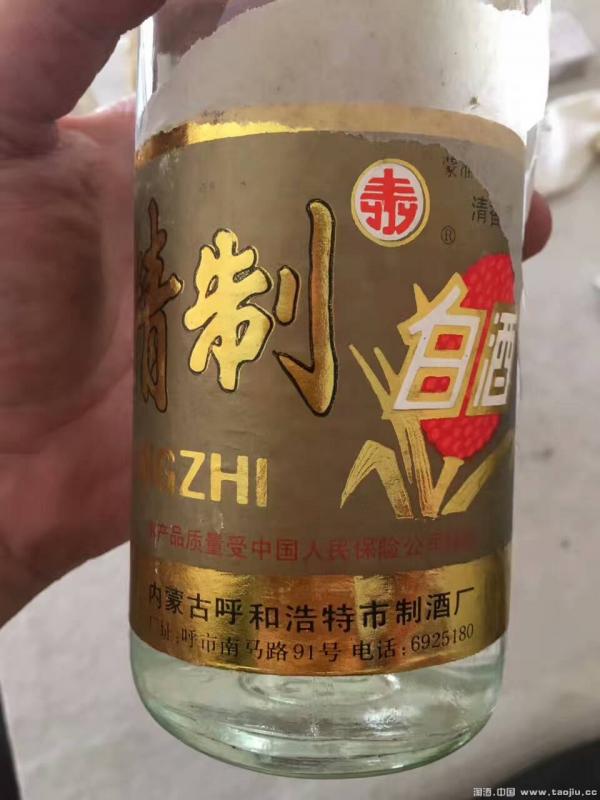 清
®
精制
白酒
NGZHI
产品质量受中国人民保险公司
内蒙古呼和浩特市制酒厂
厂址:呼市南马路91号 电话:6925180
淘酒.中国 www.taojiu.cc